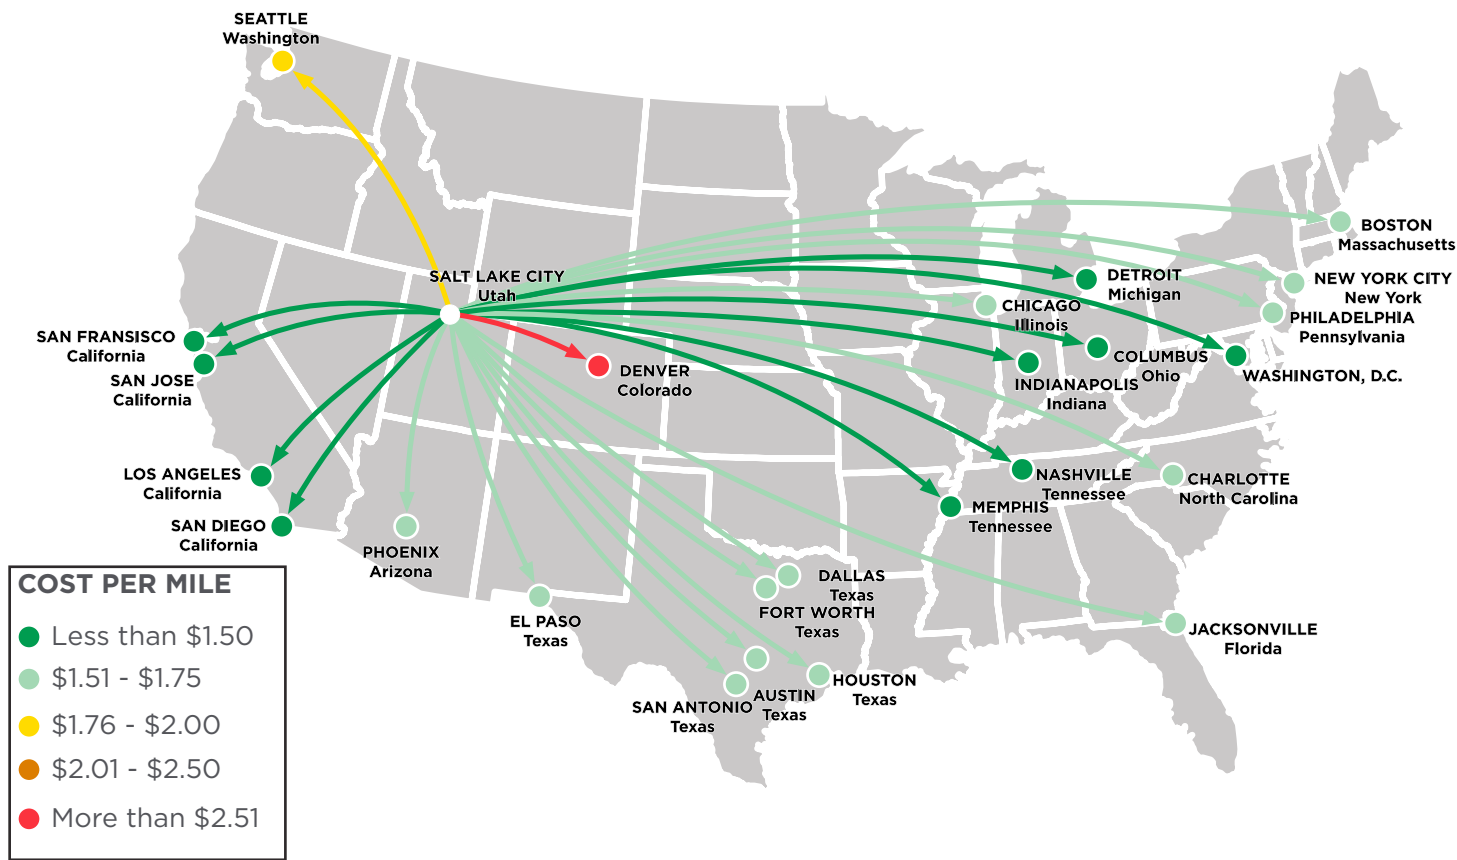 SEATTLE
Washington
SALT LAKE CITY
Utah
BOSTON
Massachusetts
DETROIT
Michigan
NEW YORK CITY
New York
CHICAGO
Illinois
PHILADELPHIA
Pennsylvania
SAN FRANSISCO
California
SAN JOSE
California
DENVER
Colorado
COLUMBUS
Ohio
WASHINGTON, D.C.
INDIANAPOLIS
Indiana
LOS ANGELES
California
NASHVILLE
Tennessee
CHARLOTTE
North Carolina
SAN DIEGO
California
MEMPHIS
Tennessee
PHOENIX
Arizona
DALLAS
Texas
FORT WORTH
Texas
EL PASO
Texas
JACKSONVILLE
Florida
HOUSTON
Texas
AUSTIN
Texas
SAN ANTONIO
Texas
COST PER MILE
Less than $1.50
$1.51 - $1.75
$1.76 - $2.00
$2.01 - $2.50
More than $2.51